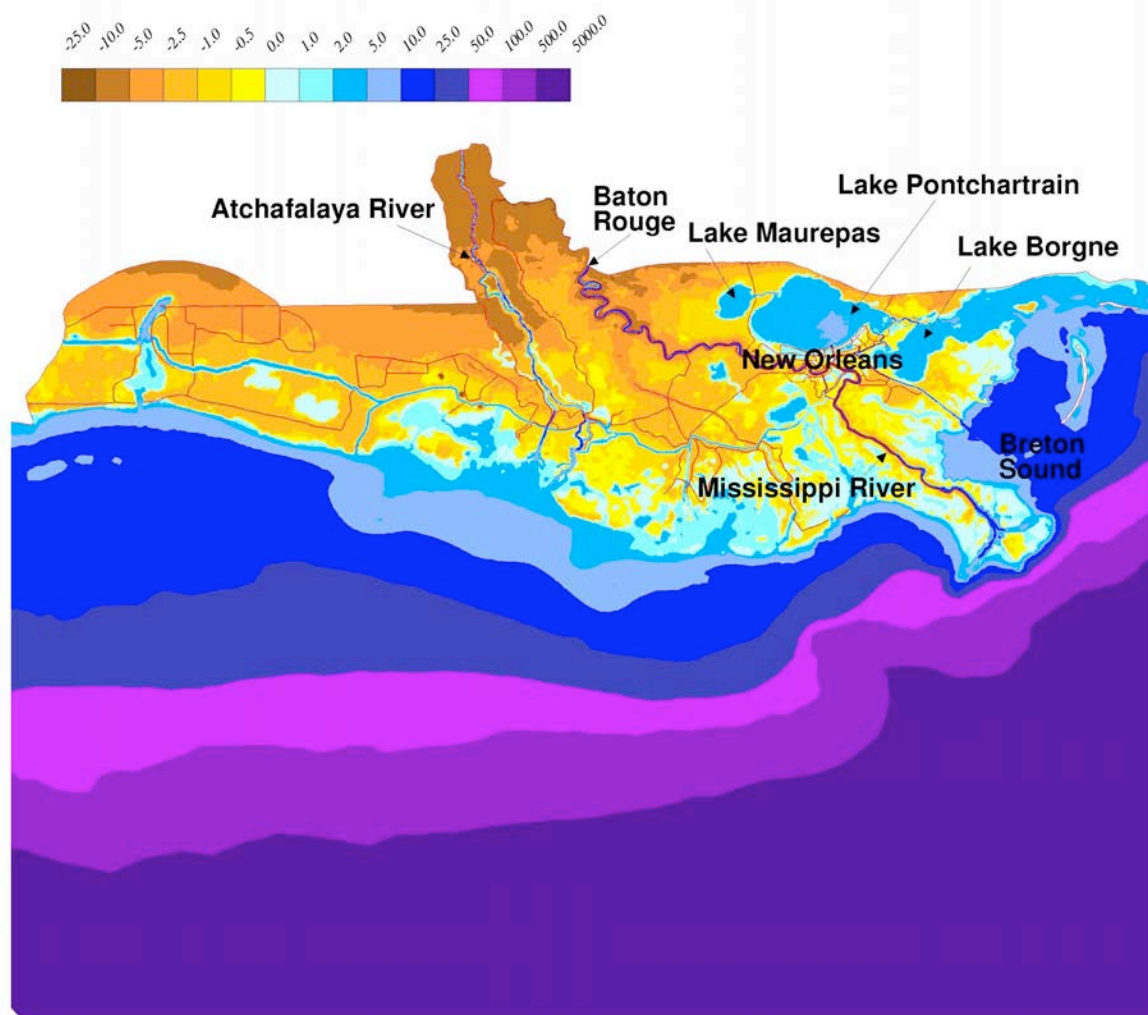 -25.0 -10.0 -5.0 -2.5 -1.0 -0.5 0.0 1.0 2.0 5.0 10.0 25.0 50.0 100.0 500.0 5000.0
Lake Pontchartrain
Baton
Rouge
Atchafalaya River
Lake Maurepas
Lake Borgne
New Orleans
Breton
Sound
Mississippi River